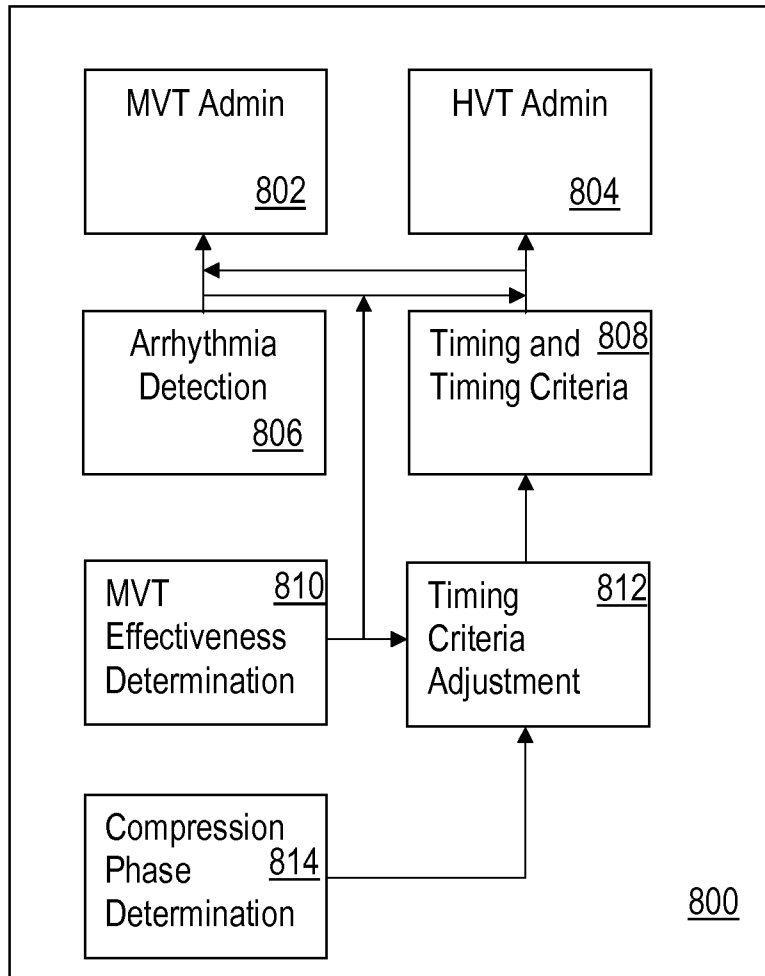 MVT Admin
802
HVT Admin
804
Arrhythmia
Detection
806
Timing and
Timing Criteria
808
MVT
Effectiveness
Determination
810
Timing
Criteria
Adjustment
812
Compression
Phase
Determination
814
800